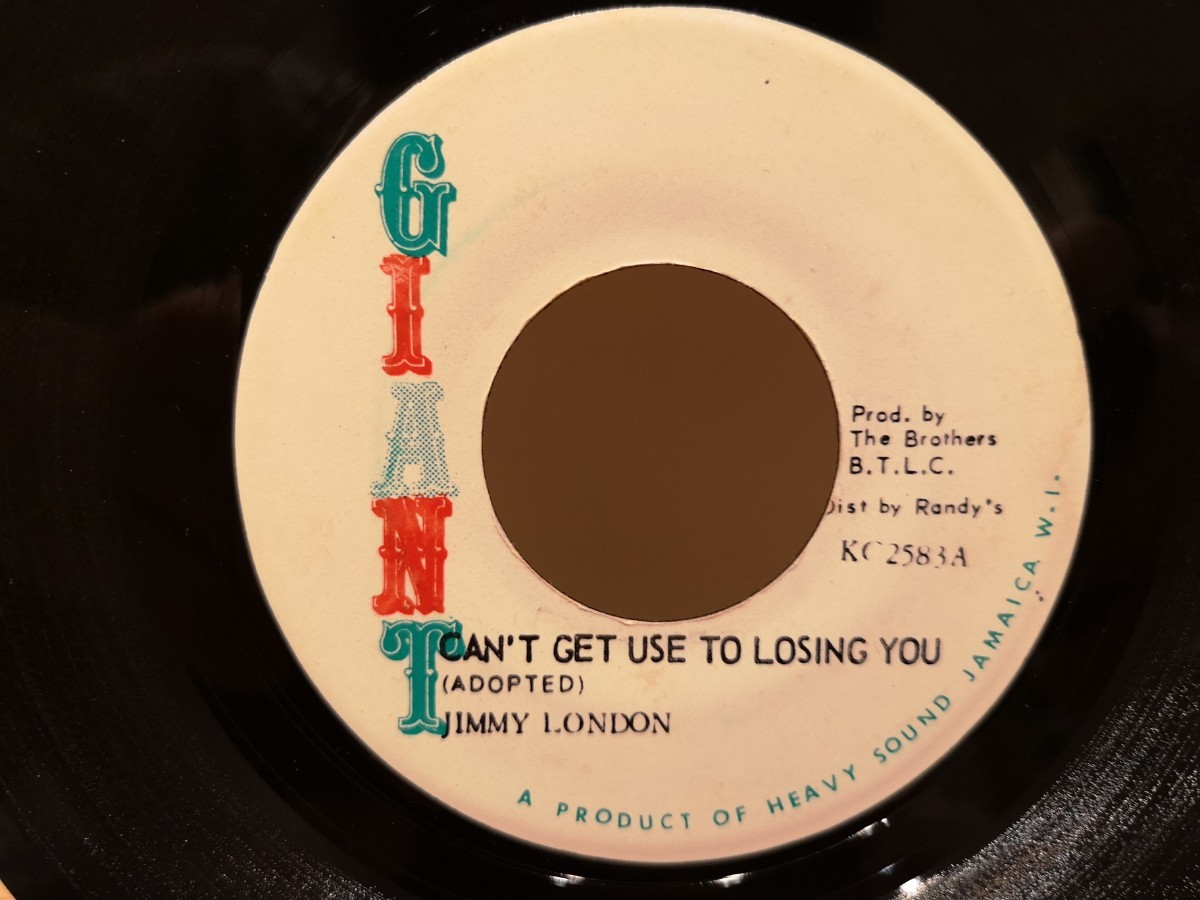 GIANT
Prod. by
The Brothers
B.T.L.C.
Dist by Randy's
KC2583A
CAN'T GET USE TO LOSING YOU
(ADOPTED)
JIMMY LONDON
A PRODUCT OF HEAVY SOUND JAMAICA W.I.